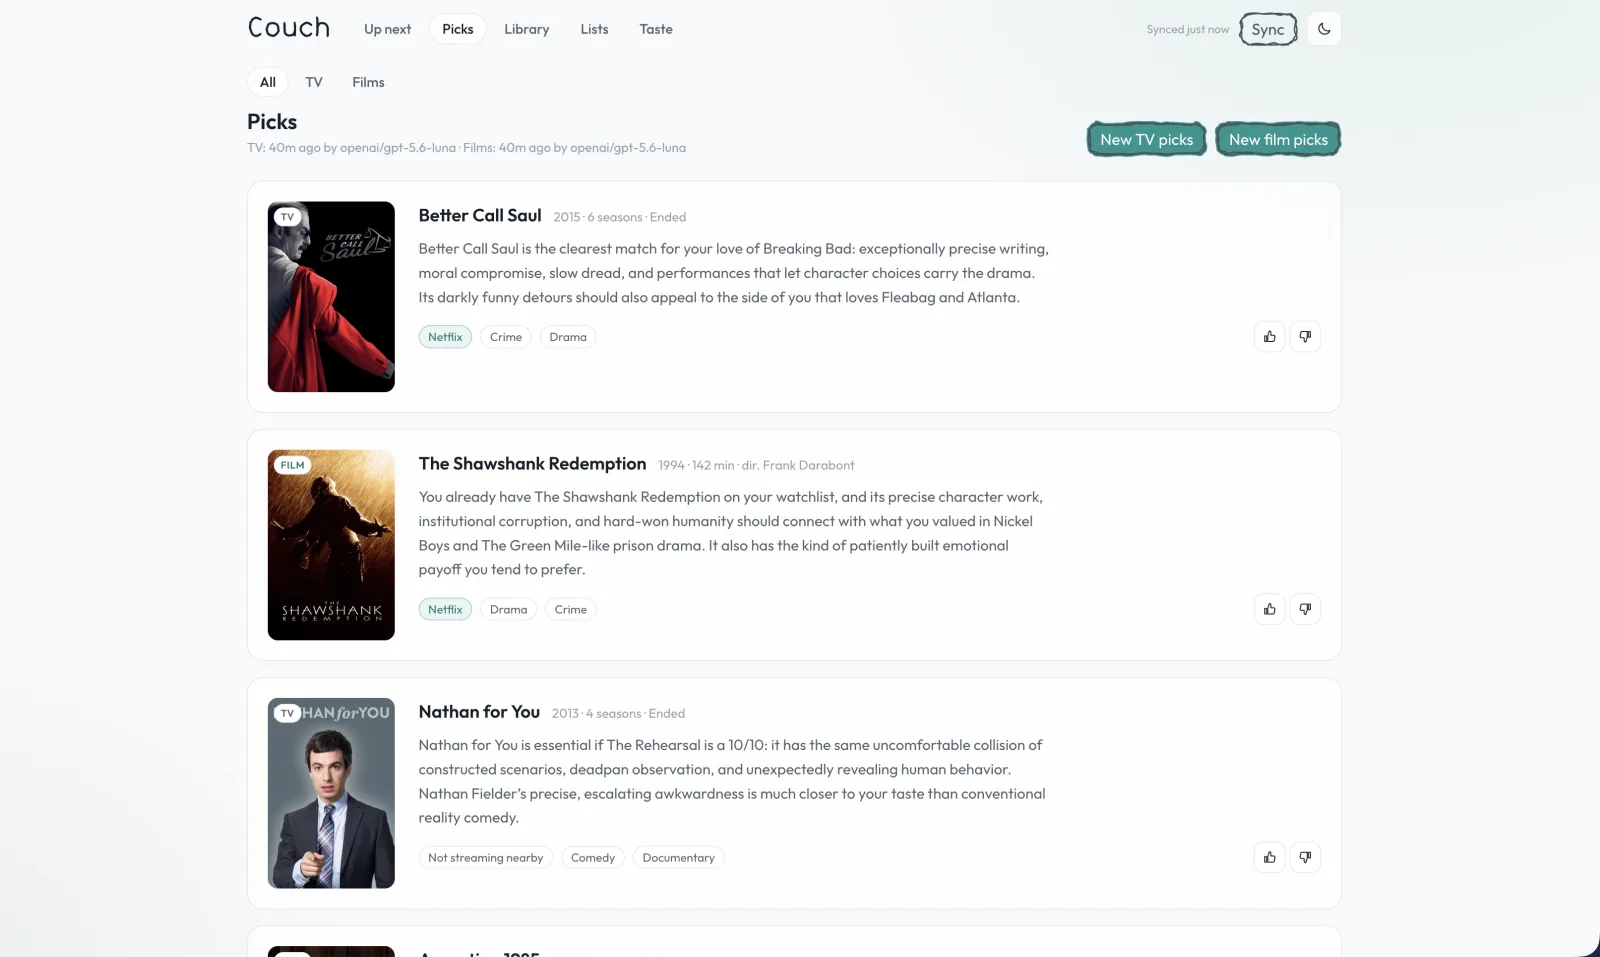 Couch
Up next
Picks
Library
Lists
Taste
Synced just now
Sync
All
TV
Films
Picks
TV: 40m ago by openai/gpt-5.6-luna · Films: 40m ago by openai/gpt-5.6-luna
New TV picks
New film picks
TV
BETTER
CALL
Saul
Better Call Saul
2015 · 6 seasons · Ended
Better Call Saul is the clearest match for your love of Breaking Bad: exceptionally precise writing,
moral compromise, slow dread, and performances that let character choices carry the drama.
Its darkly funny detours should also appeal to the side of you that loves Fleabag and Atlanta.
Netflix
Crime
Drama
FILM
THE
SHAWSHANK
REDEMPTION
The Shawshank Redemption
1994 · 142 min · dir. Frank Darabont
You already have The Shawshank Redemption on your watchlist, and its precise character work,
institutional corruption, and hard-won humanity should connect with what you valued in Nickel
Boys and The Green Mile-like prison drama. It also has the kind of patiently built emotional
payoff you tend to prefer.
Netflix
Drama
Crime
TV
HAN for YOU
Nathan for You
2013 · 4 seasons · Ended
Nathan for You is essential if The Rehearsal is a 10/10: it has the same uncomfortable collision of
constructed scenarios, deadpan observation, and unexpectedly revealing human behavior.
Nathan Fielder's precise, escalating awkwardness is much closer to your taste than conventional
reality comedy.
Not streaming nearby
Comedy
Documentary